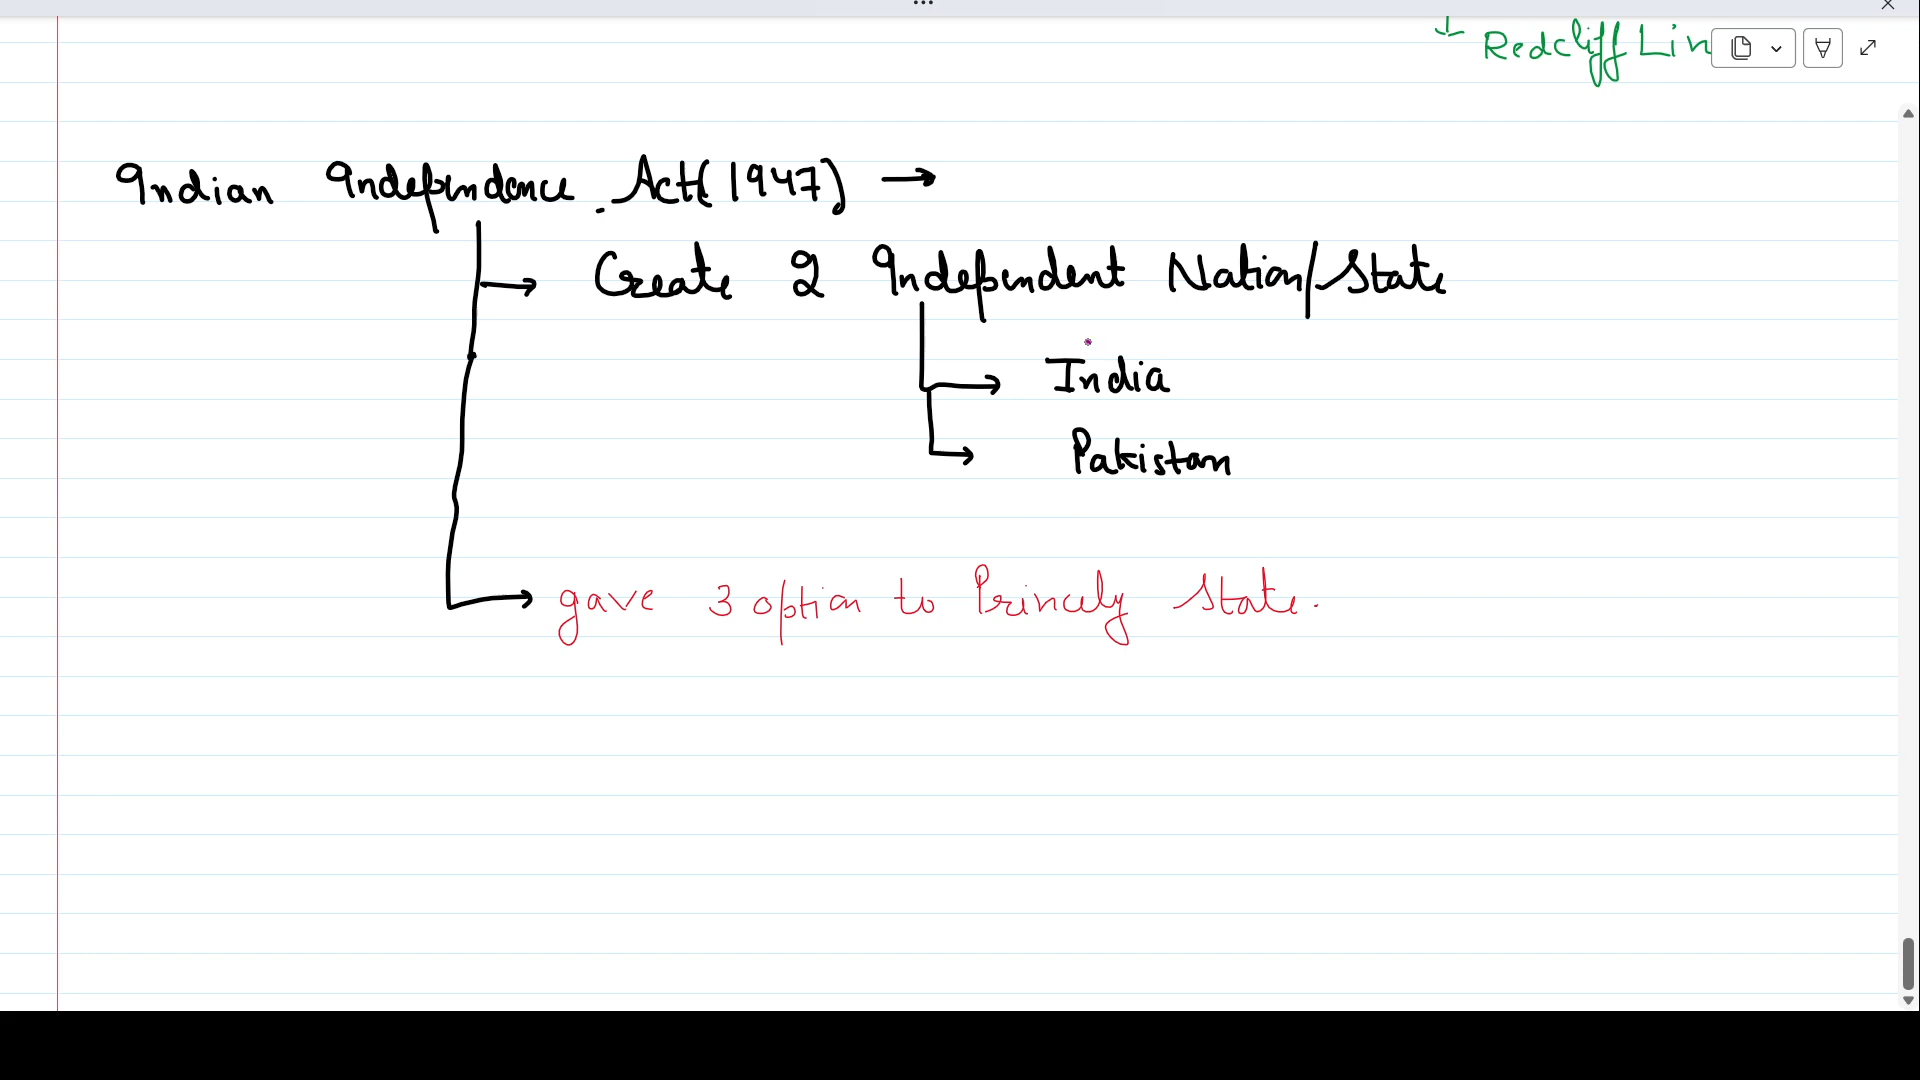 Redcliff Lin
Indian Independence Act (1947) →
→ Create 2 Independent Nation/State
→ India
→ Pakistan
→ gave 3 option to Princely State.